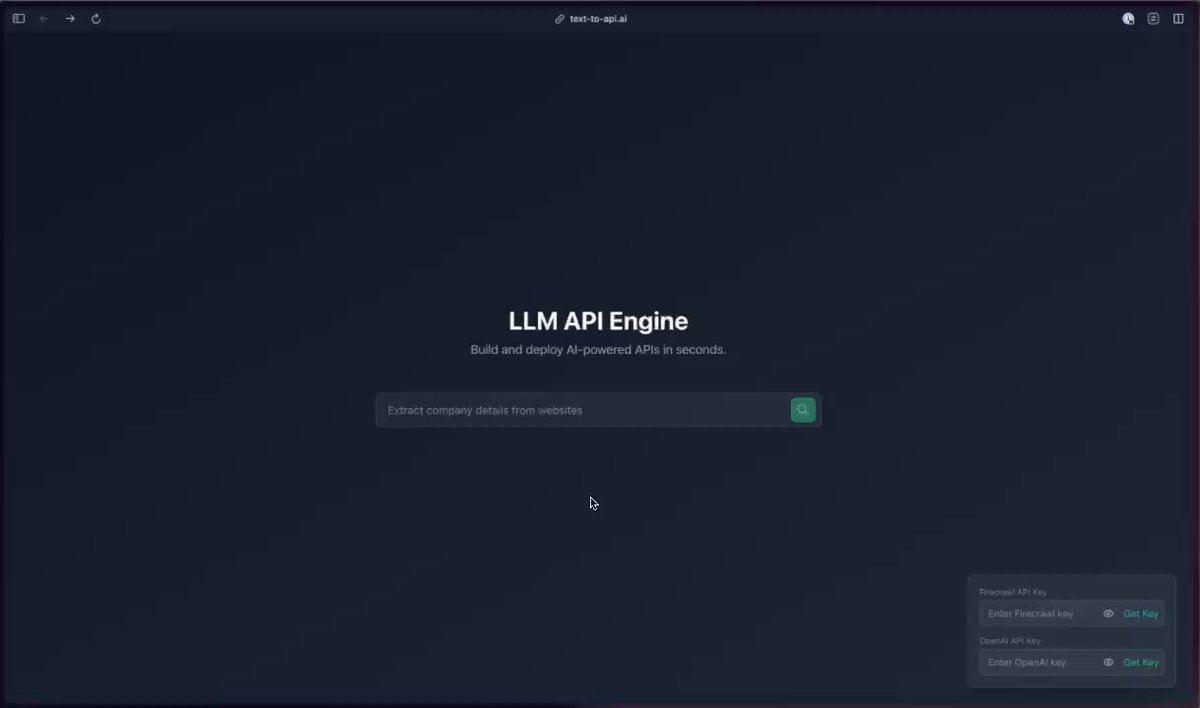 text-to-api.ai
LLM API Engine
Build and deploy AI-powered APIs in seconds.
Extract company details from websites
Firecrawl API Key
Enter Firecrawl key
Get Key
OpenAI API Key
Enter OpenAI key
Get Key